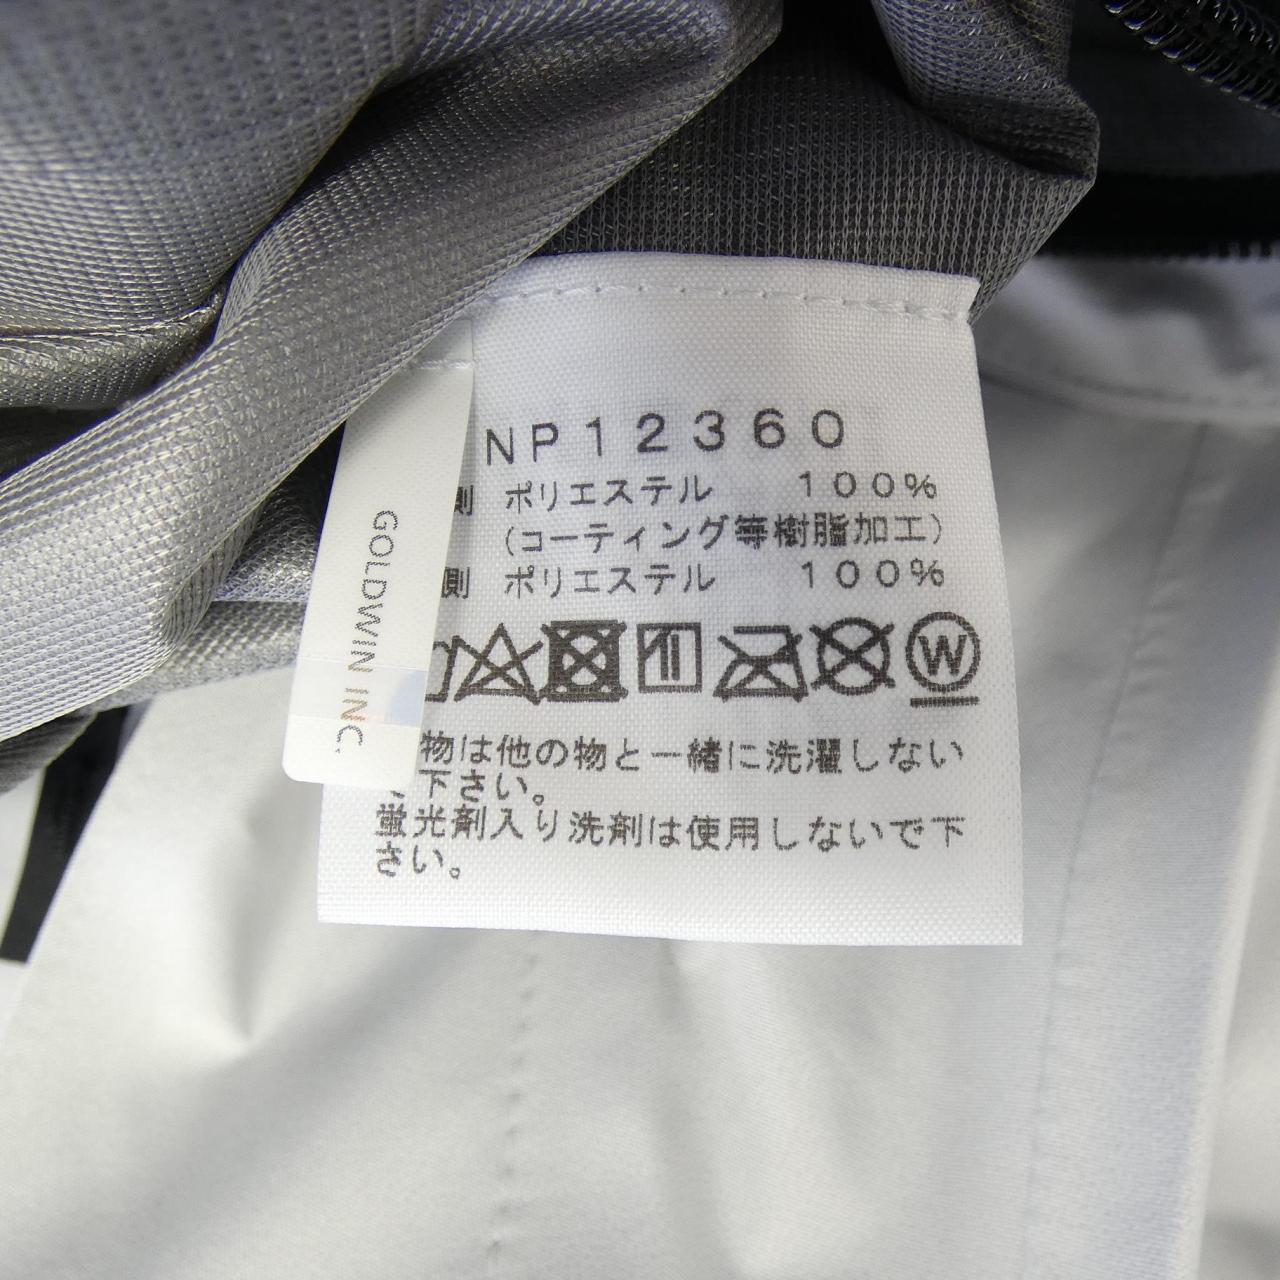 NP12360
側 ポリエステル 100%
(コーティング等樹脂加工)
側 ポリエステル 100%
W
物は他の物と一緒に洗濯しない
下さい。
蛍光剤入り洗剤は使用しないで下
さい。
GOLDWIN INC.